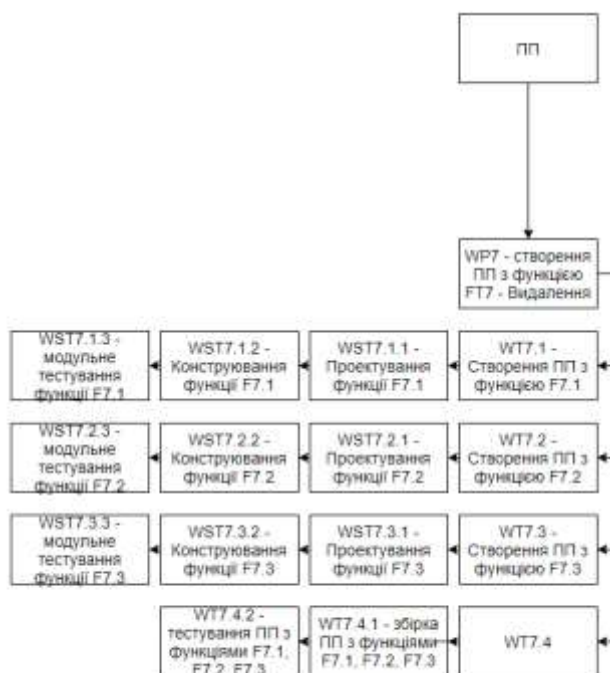 ПП
WP7 - створення
ПП з функцією
FT7 - Видалення
WST7.1.3 -
модульне
тестування
функції F7.1
WST7.1.2 -
Конструювання
функції F7.1
WST7.1.1 -
Проектування
функції F7.1
WT7.1 -
Створення ПП з
функцією F7.1
WST7.2.3 -
модульне
тестування
функції F7.2
WST7.2.2 -
Конструювання
функції F7.2
WST7.2.1 -
Проектування
функції F7.2
WT7.2 -
Створення ПП з
функцією F7.2
WST7.3.3 -
модульне
тестування
функції F7.3
WST7.3.2 -
Конструювання
функції F7.3
WST7.3.1 -
Проектування
функції F7.3
WT7.3 -
Створення ПП з
функцією F7.3
WT7.4.2 -
тестування ПП з
функціями F7.1,
F7.2, F7.3
WT7.4.1 - збірка
ПП з функціями
F7.1, F7.2, F7.3
WT7.4